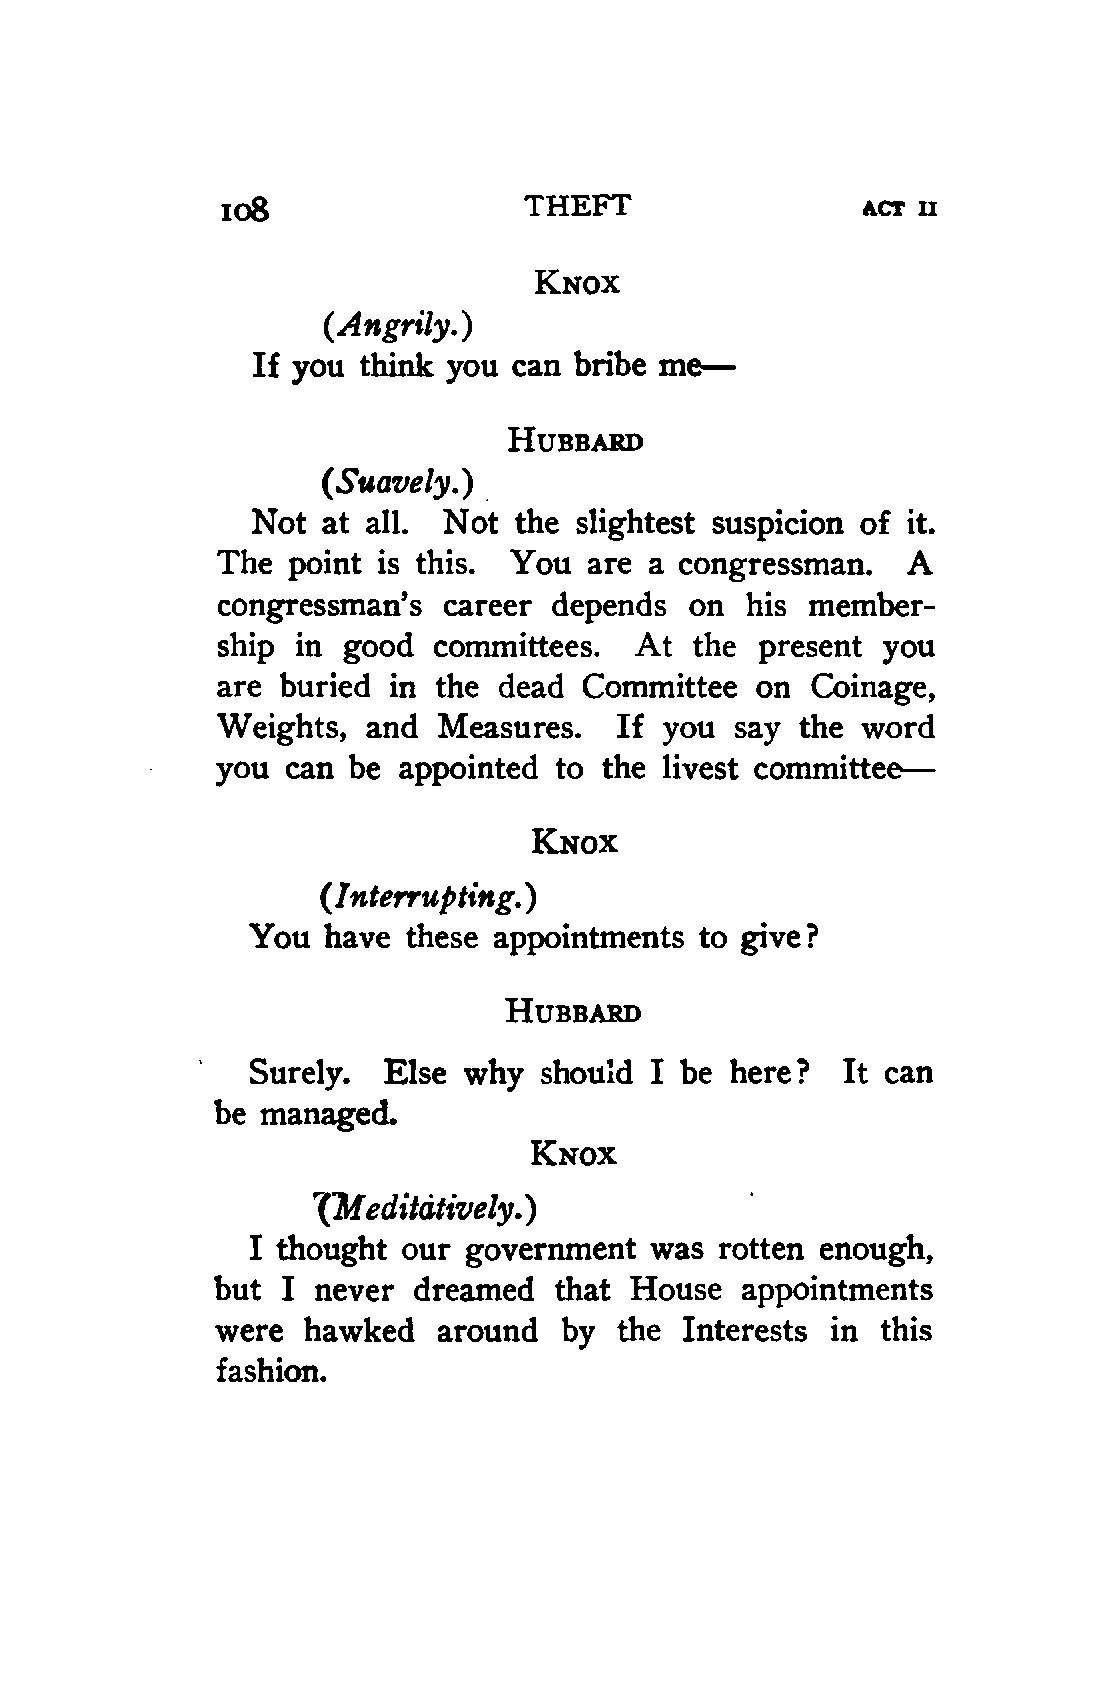 108 THEFT ACT II
KNOX
(Angrily.)
If you think you can bribe me—
HUBBARD
(Suavely.)
Not at all. Not the slightest suspicion of it.
The point is this. You are a congressman. A
congressman's career depends on his member-
ship in good committees. At the present you
are buried in the dead Committee on Coinage,
Weights, and Measures. If you say the word
you can be appointed to the livest committee—
KNOX
(Interrupting.)
You have these appointments to give?
HUBBARD
Surely. Else why should I be here? It can
be managed.
KNOX
(Meditatively.)
I thought our government was rotten enough,
but I never dreamed that House appointments
were hawked around by the Interests in this
fashion.